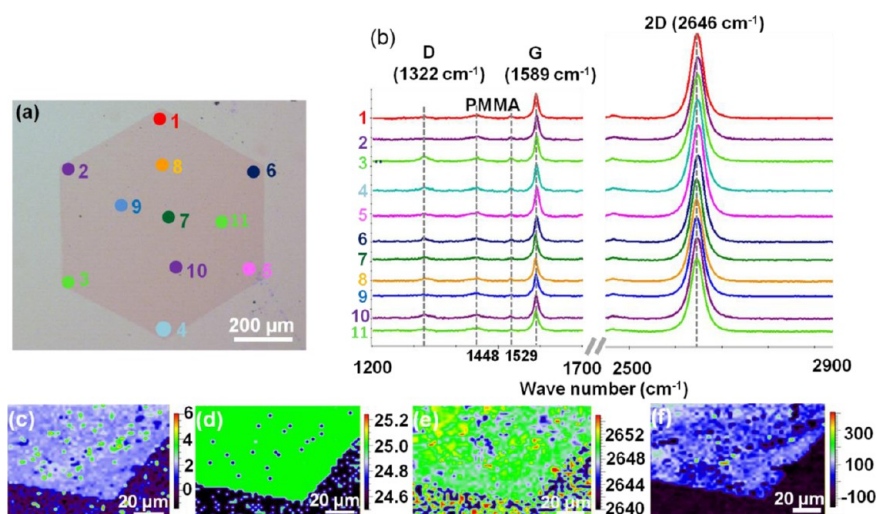 (a)
1
2
8
6
9
7
11
10
3
5
4
200 µm
(b)
D
(1322 cm⁻¹)
G
(1589 cm⁻¹)
2D (2646 cm⁻¹)
PMMA
1
2
3
4
5
6
7
8
9
10
11
1448 1529
1200 1700 2500 2900
Wave number (cm⁻¹)
(c)
6
5
4
3
2
1
0
20 µm
(d)
25.2
25.0
24.8
24.6
20 µm
(e)
2652
2648
2644
2640
20 µm
(f)
300
100
-100
20 µm